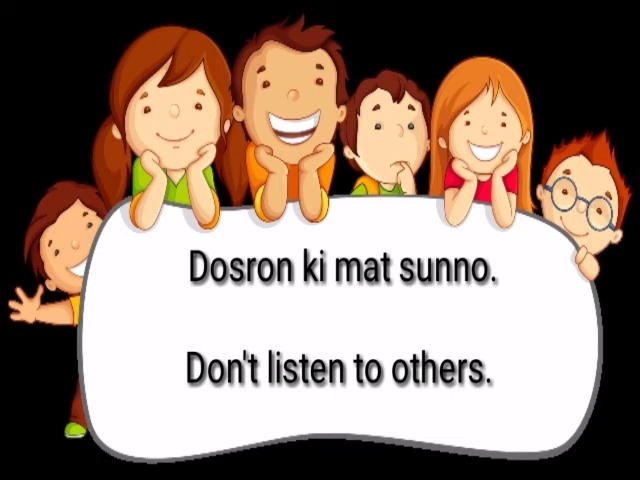 Dosron ki mat sunno.
Don't listen to others.